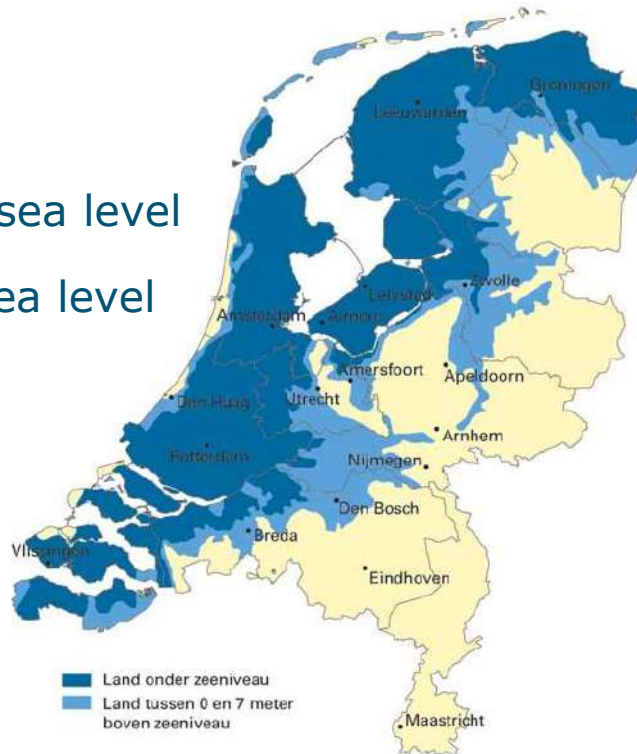 sea level
ea level
Groningen
Leeuwarden
Zwolle
Lelystad
Amsterdam
Almere
Amersfoort
Apeldoorn
Utrecht
Den Haag
Arnhem
Rotterdam
Nijmegen
Den Bosch
Breda
Vlissingen
Eindhoven
Land onder zeeniveau
Land tussen 0 en 7 meter
boven zeeniveau
Maastricht